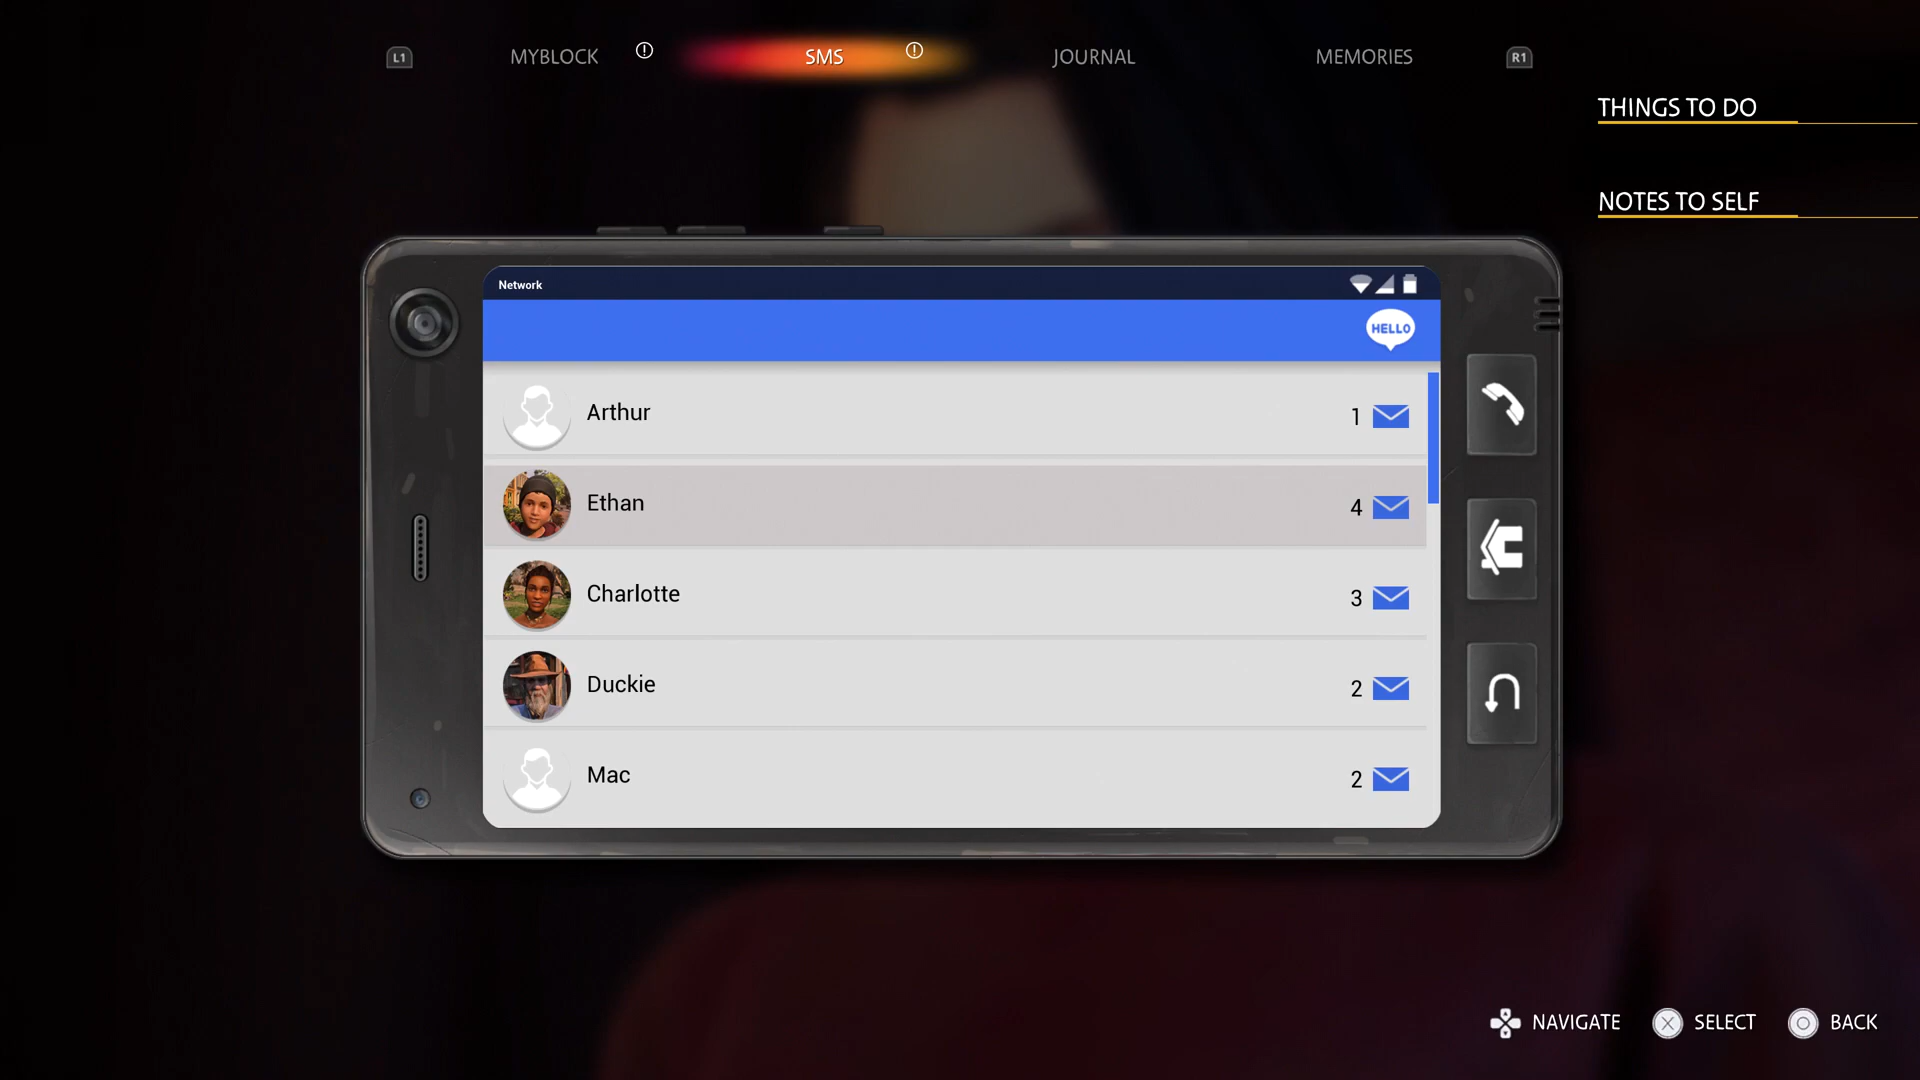 L1
MYBLOCK
SMS
JOURNAL
MEMORIES
R1
THINGS TO DO
NOTES TO SELF
Network
HELLO
Arthur
1
Ethan
4
Charlotte
3
Duckie
2
Mac
2
NAVIGATE
SELECT
BACK